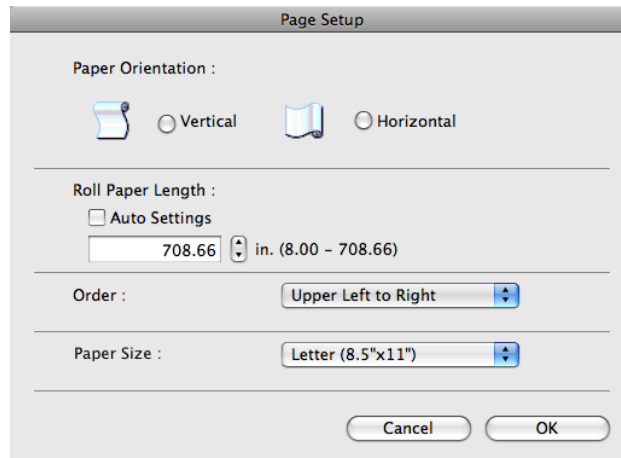 Page Setup
Paper Orientation :
Vertical Horizontal
Roll Paper Length :
Auto Settings
708.66 in. (8.00 – 708.66)
Order : Upper Left to Right
Paper Size : Letter (8.5"x11")
Cancel OK